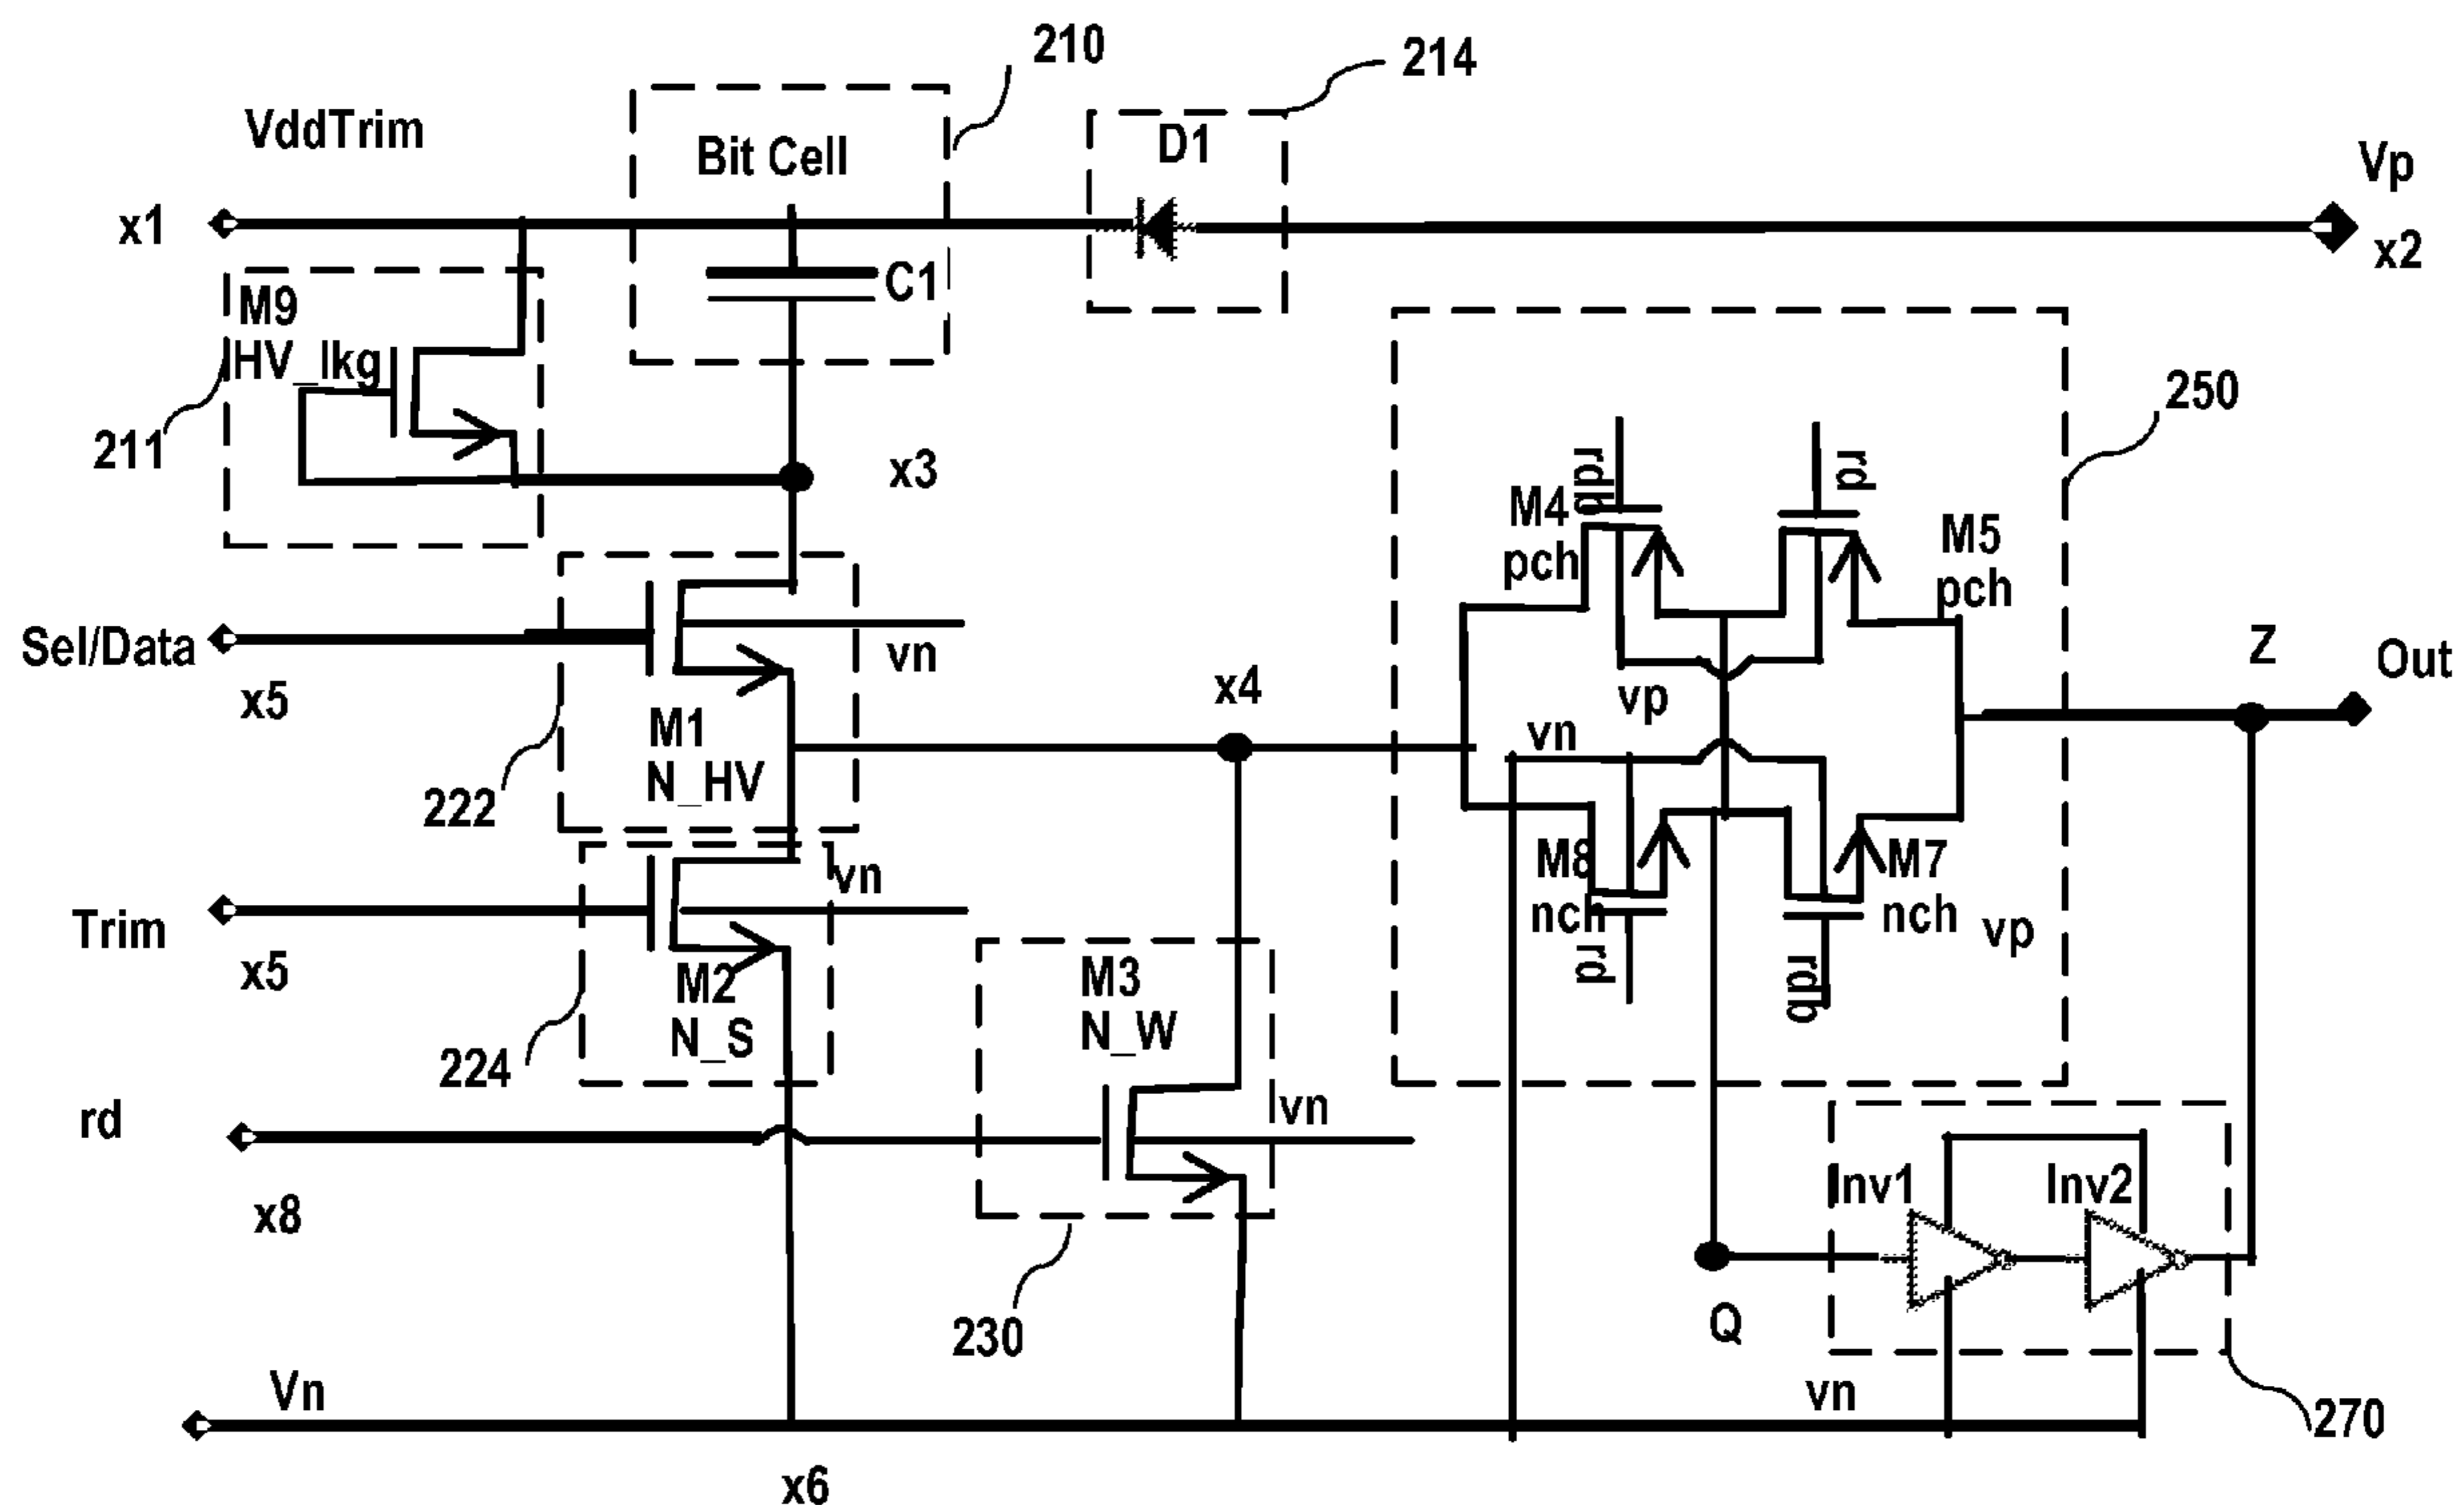 210
214
VddTrim
Bit Cell
D1
Vp
x1
x2
C1
M9
HV_lkg
211
x3
250
rdb
rd
M4
pch
M5
pch
Sel/Data
x5
vn
x4
vp
Z
Out
M1
N_HV
222
vn
M8
nch
M7
nch
vp
vn
Trim
x5
rd
rdb
M2
N_S
224
M3
N_W
vn
rd
x8
Inv1
Inv2
230
Q
Vn
vn
270
x6